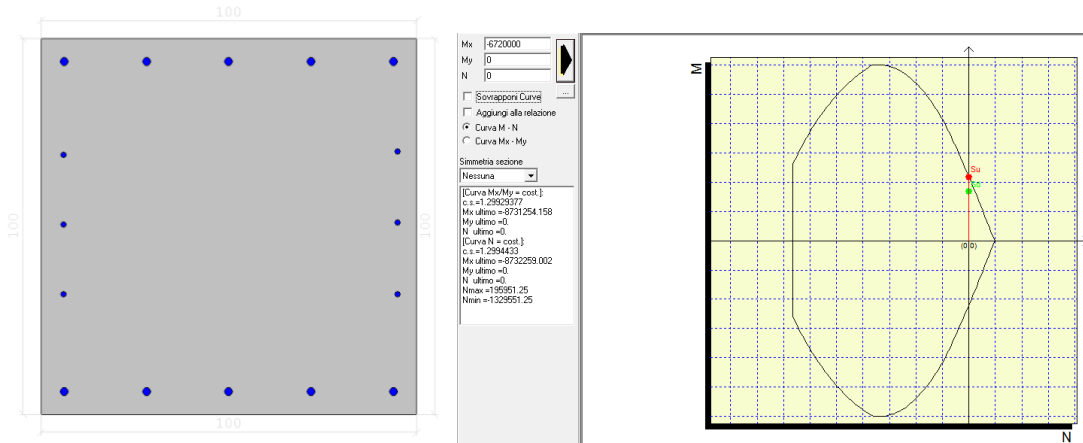 100
100
100
100
Mx -6720000
My 0
N 0
...
Sovrapponi Curve
Aggiungi alla relazione
Curva M - N
Curva Mx - My
Simmetria sezione
Nessuna
[Curva Mx/My = cost.]:
c.s.=1.29929377
Mx ultimo =-8731254.158
My ultimo =0.
N ultimo =0.
[Curva N = cost.]:
c.s.=1.2994433
Mx ultimo =-8732259.002
My ultimo =0.
N ultimo =0.
Nmax =195951.25
Nmin =-1329551.25
M
Su
(0;0)
N